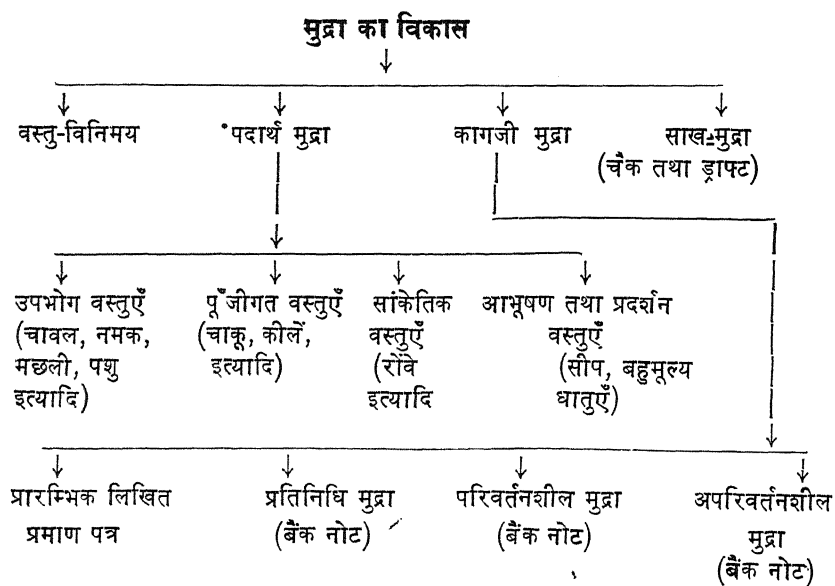 मुद्रा का विकास
वस्तु-विनिमय पदार्थ मुद्रा कागजी मुद्रा साख-मुद्रा
(चैक तथा ड्राफ्ट)
उपभोग वस्तुएँ पूँजीगत वस्तुएँ सांकेतिक आभूषण तथा प्रदर्शन
(चावल, नमक, (चाकू, कीलें, वस्तुएँ वस्तुएँ
मछली, पशु इत्यादि) (रोंवे (सीप, बहुमूल्य
इत्यादि) इत्यादि धातुएँ)
प्रारम्भिक लिखित प्रतिनिधि मुद्रा परिवर्तनशील मुद्रा अपरिवर्तनशील
प्रमाण पत्र (बैंक नोट) (बैंक नोट) मुद्रा
(बैंक नोट)